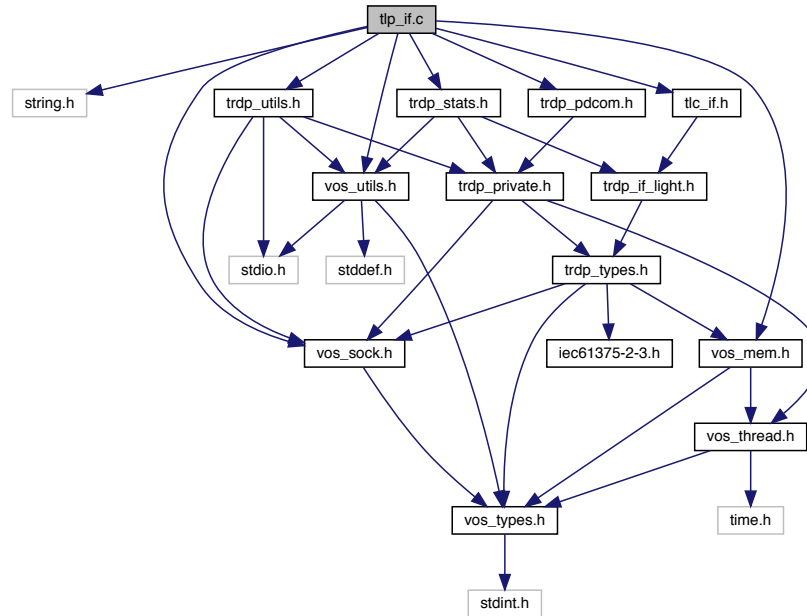 tlp_if.c
string.h
trdp_utils.h
trdp_stats.h
trdp_pdcom.h
tlc_if.h
vos_utils.h
trdp_private.h
trdp_if_light.h
stdio.h
stddef.h
trdp_types.h
vos_sock.h
iec61375-2-3.h
vos_mem.h
vos_thread.h
vos_types.h
time.h
stdint.h